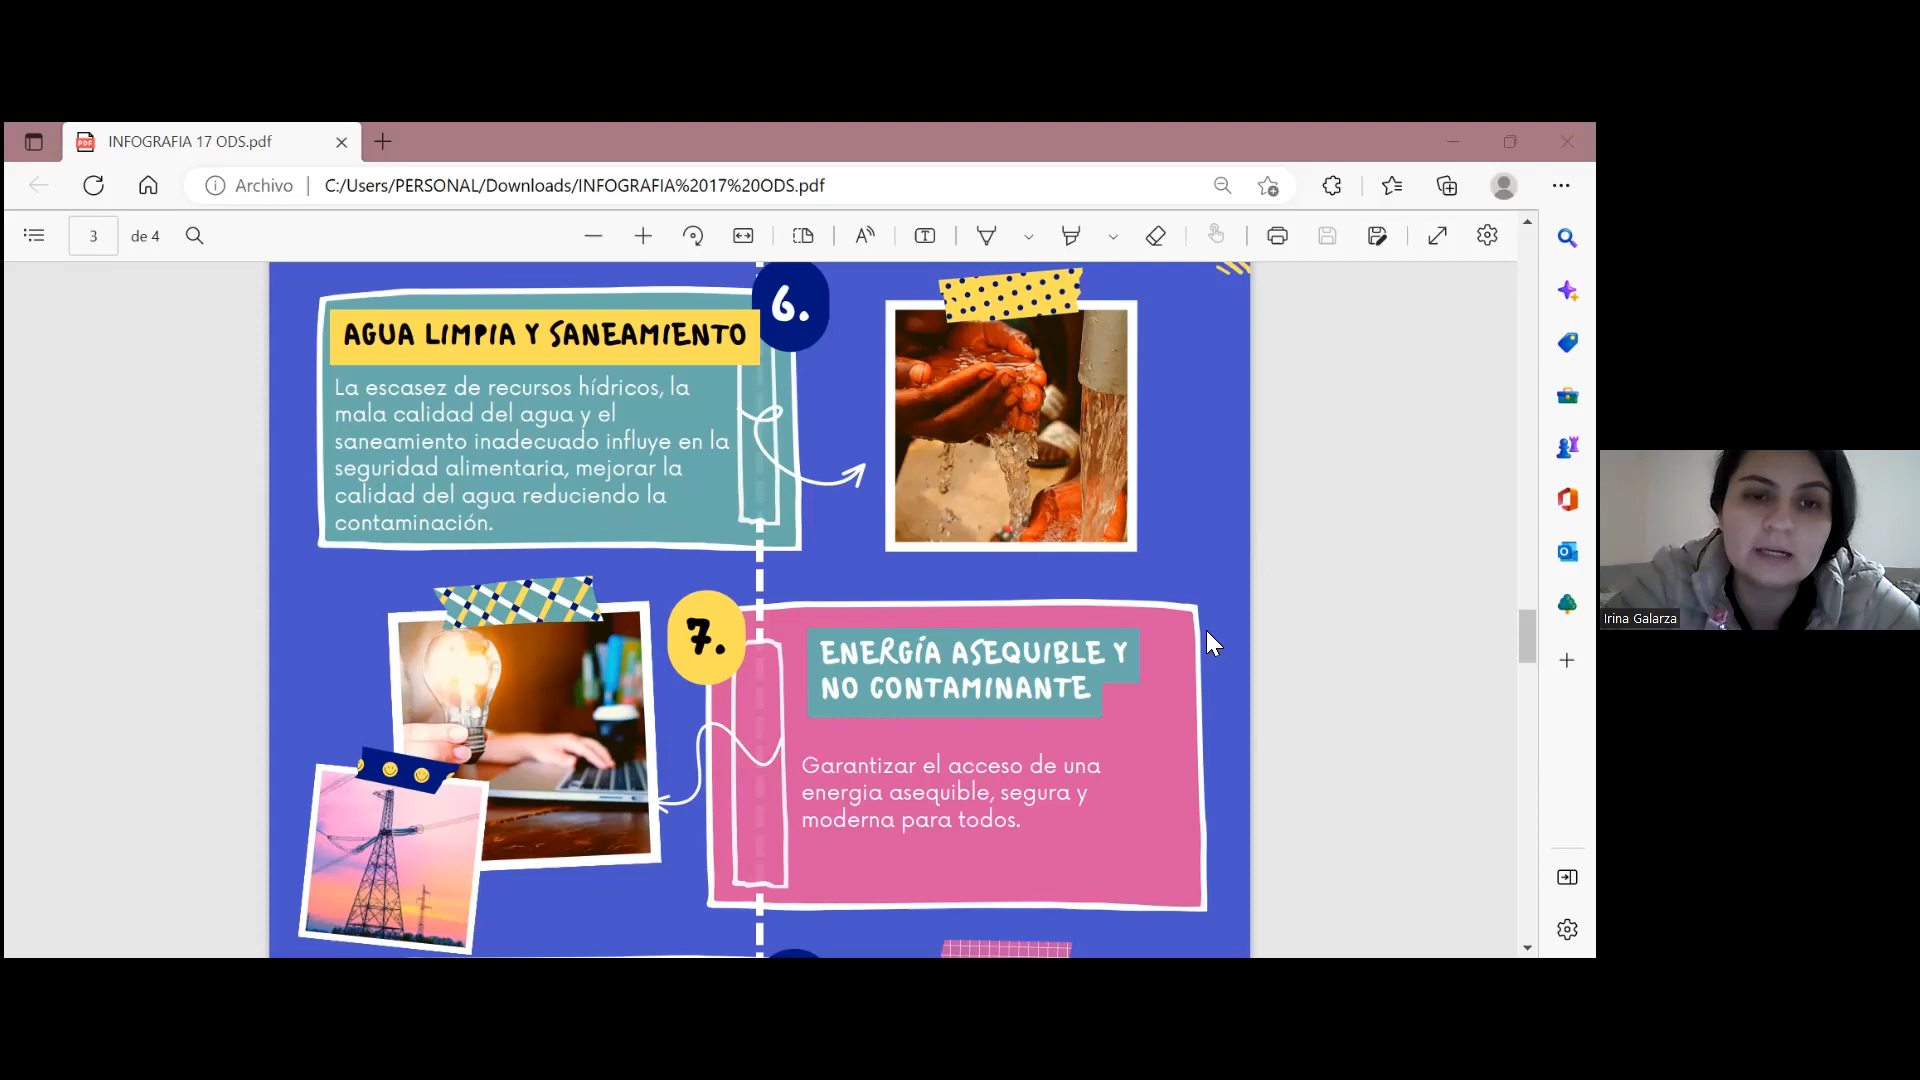 INFOGRAFIA 17 ODS.pdf
Archivo
C:/Users/PERSONAL/Downloads/INFOGRAFIA%2017%20ODS.pdf
3 de 4
6.
AGUA LIMPIA Y SANEAMIENTO
La escasez de recursos hídricos, la
mala calidad del agua y el
saneamiento inadecuado influye en la
seguridad alimentaria, mejorar la
calidad del agua reduciendo la
contaminación.
7.
ENERGÍA ASEQUIBLE Y
NO CONTAMINANTE
Garantizar el acceso de una
energia asequible, segura y
moderna para todos.
Irina Galarza